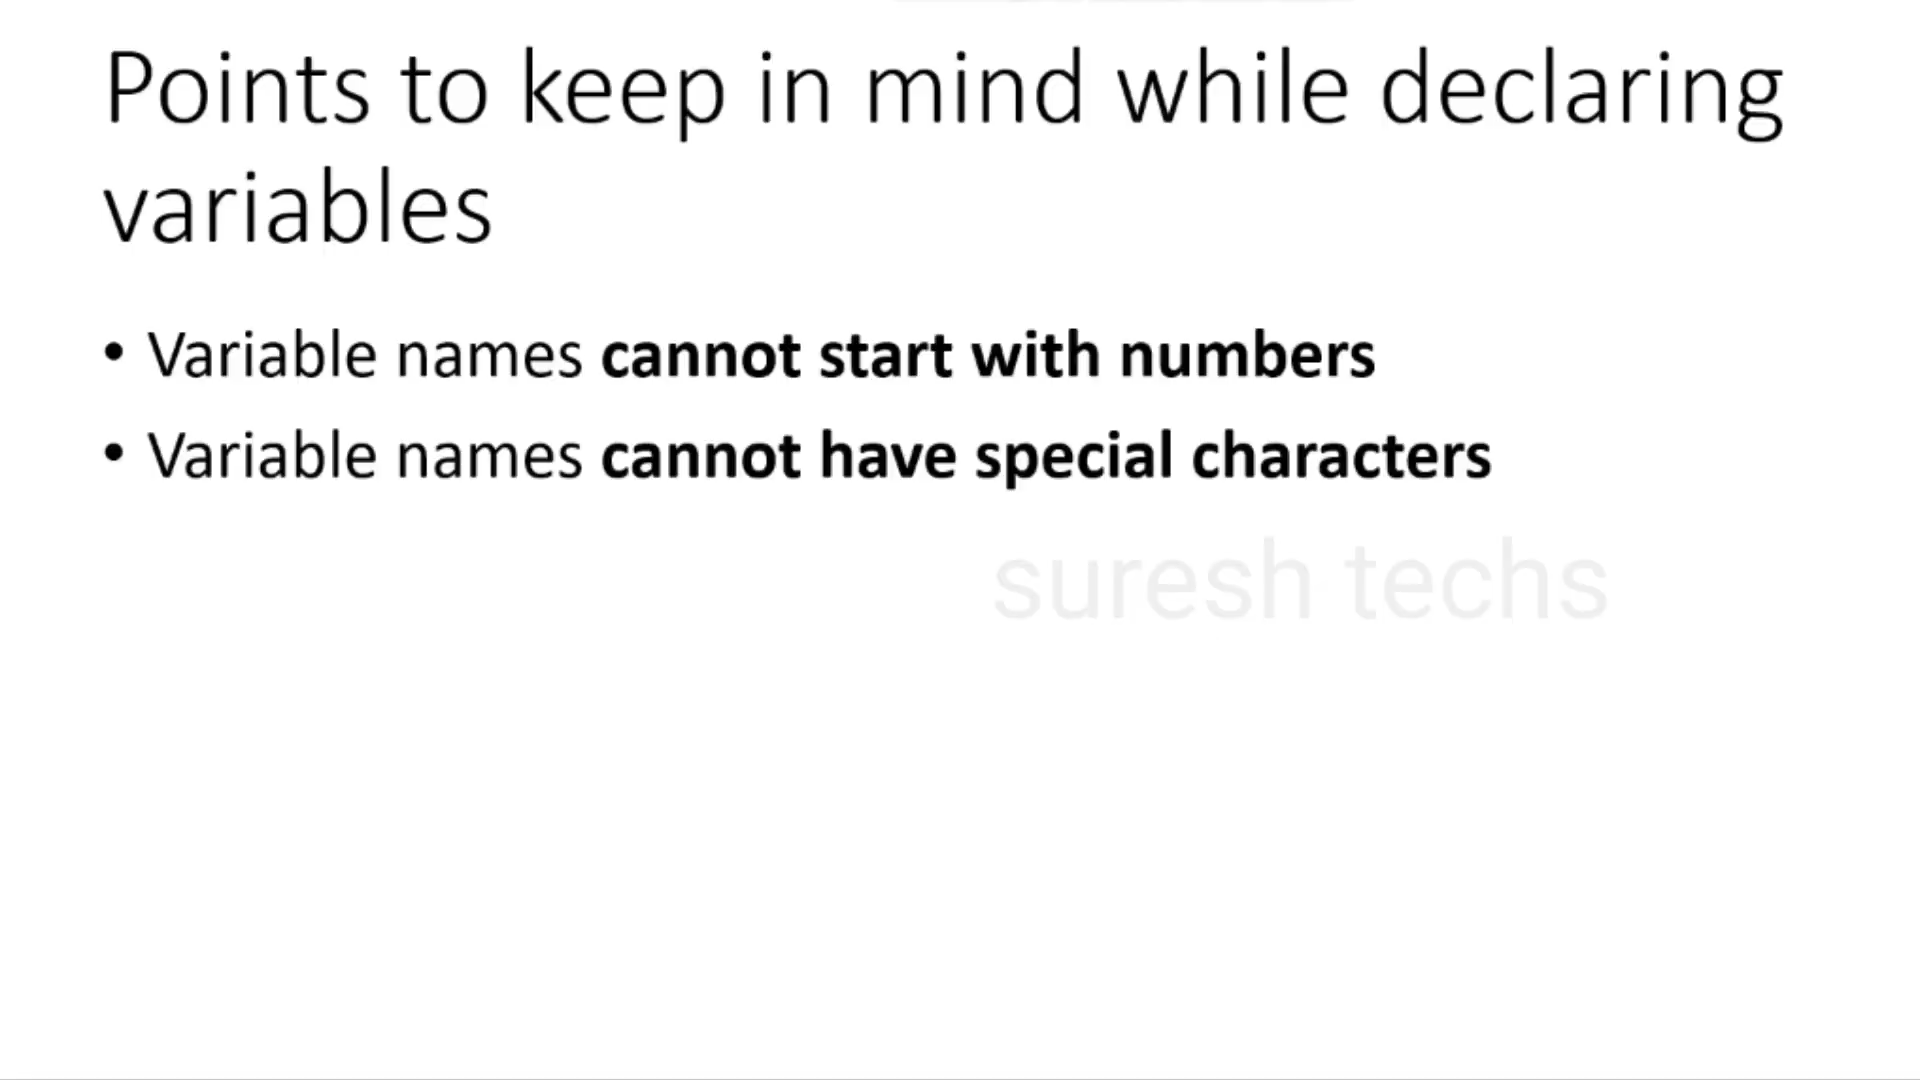 Points to keep in mind while declaring
variables
• Variable names cannot start with numbers
• Variable names cannot have special characters
suresh techs